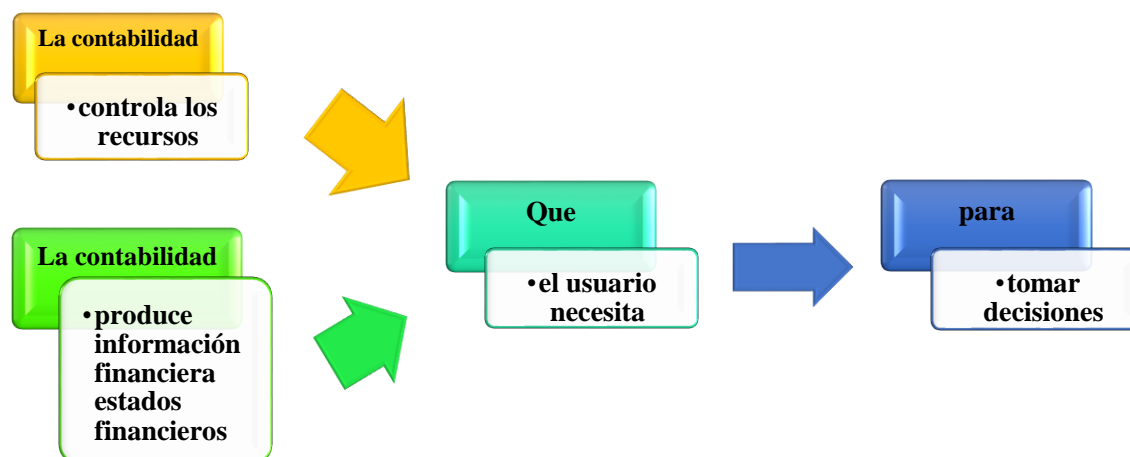 La contabilidad
•controla los
recursos
La contabilidad
•produce
información
financiera
estados
financieros
Que
•el usuario
necesita
para
•tomar
decisiones